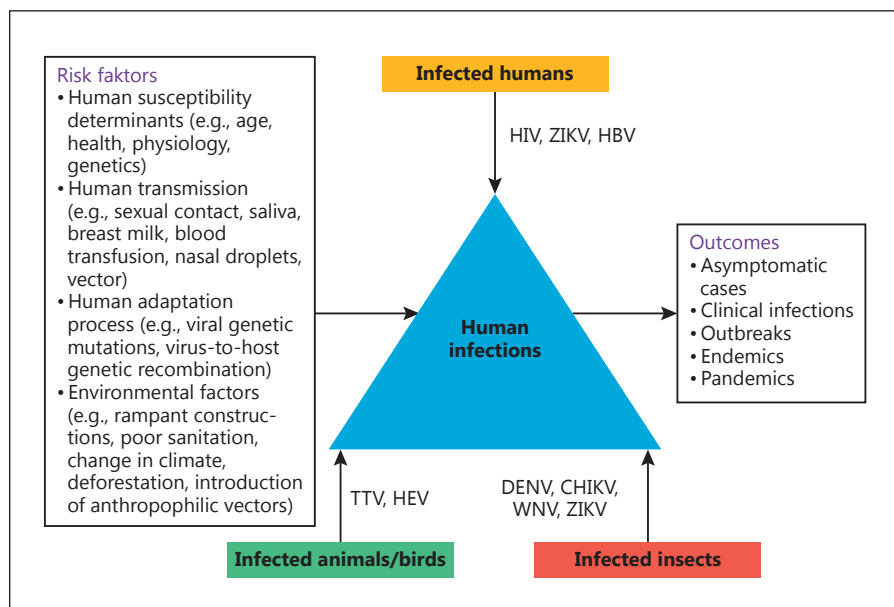 Infected humans
Risk faktors
• Human susceptibility
determinants (e.g., age,
health, physiology,
genetics)
• Human transmission
(e.g., sexual contact, saliva,
breast milk, blood
transfusion, nasal droplets,
vector)
• Human adaptation
process (e.g., viral genetic
mutations, virus-to-host
genetic recombination)
• Environmental factors
(e.g., rampant construc-
tions, poor sanitation,
change in climate,
deforestation, introduction
of anthropophilic vectors)
HIV, ZIKV, HBV
Human
infections
Outcomes
• Asymptomatic
cases
• Clinical infections
• Outbreaks
• Endemics
• Pandemics
TTV, HEV
DENV, CHIKV,
WNV, ZIKV
Infected animals/birds
Infected insects